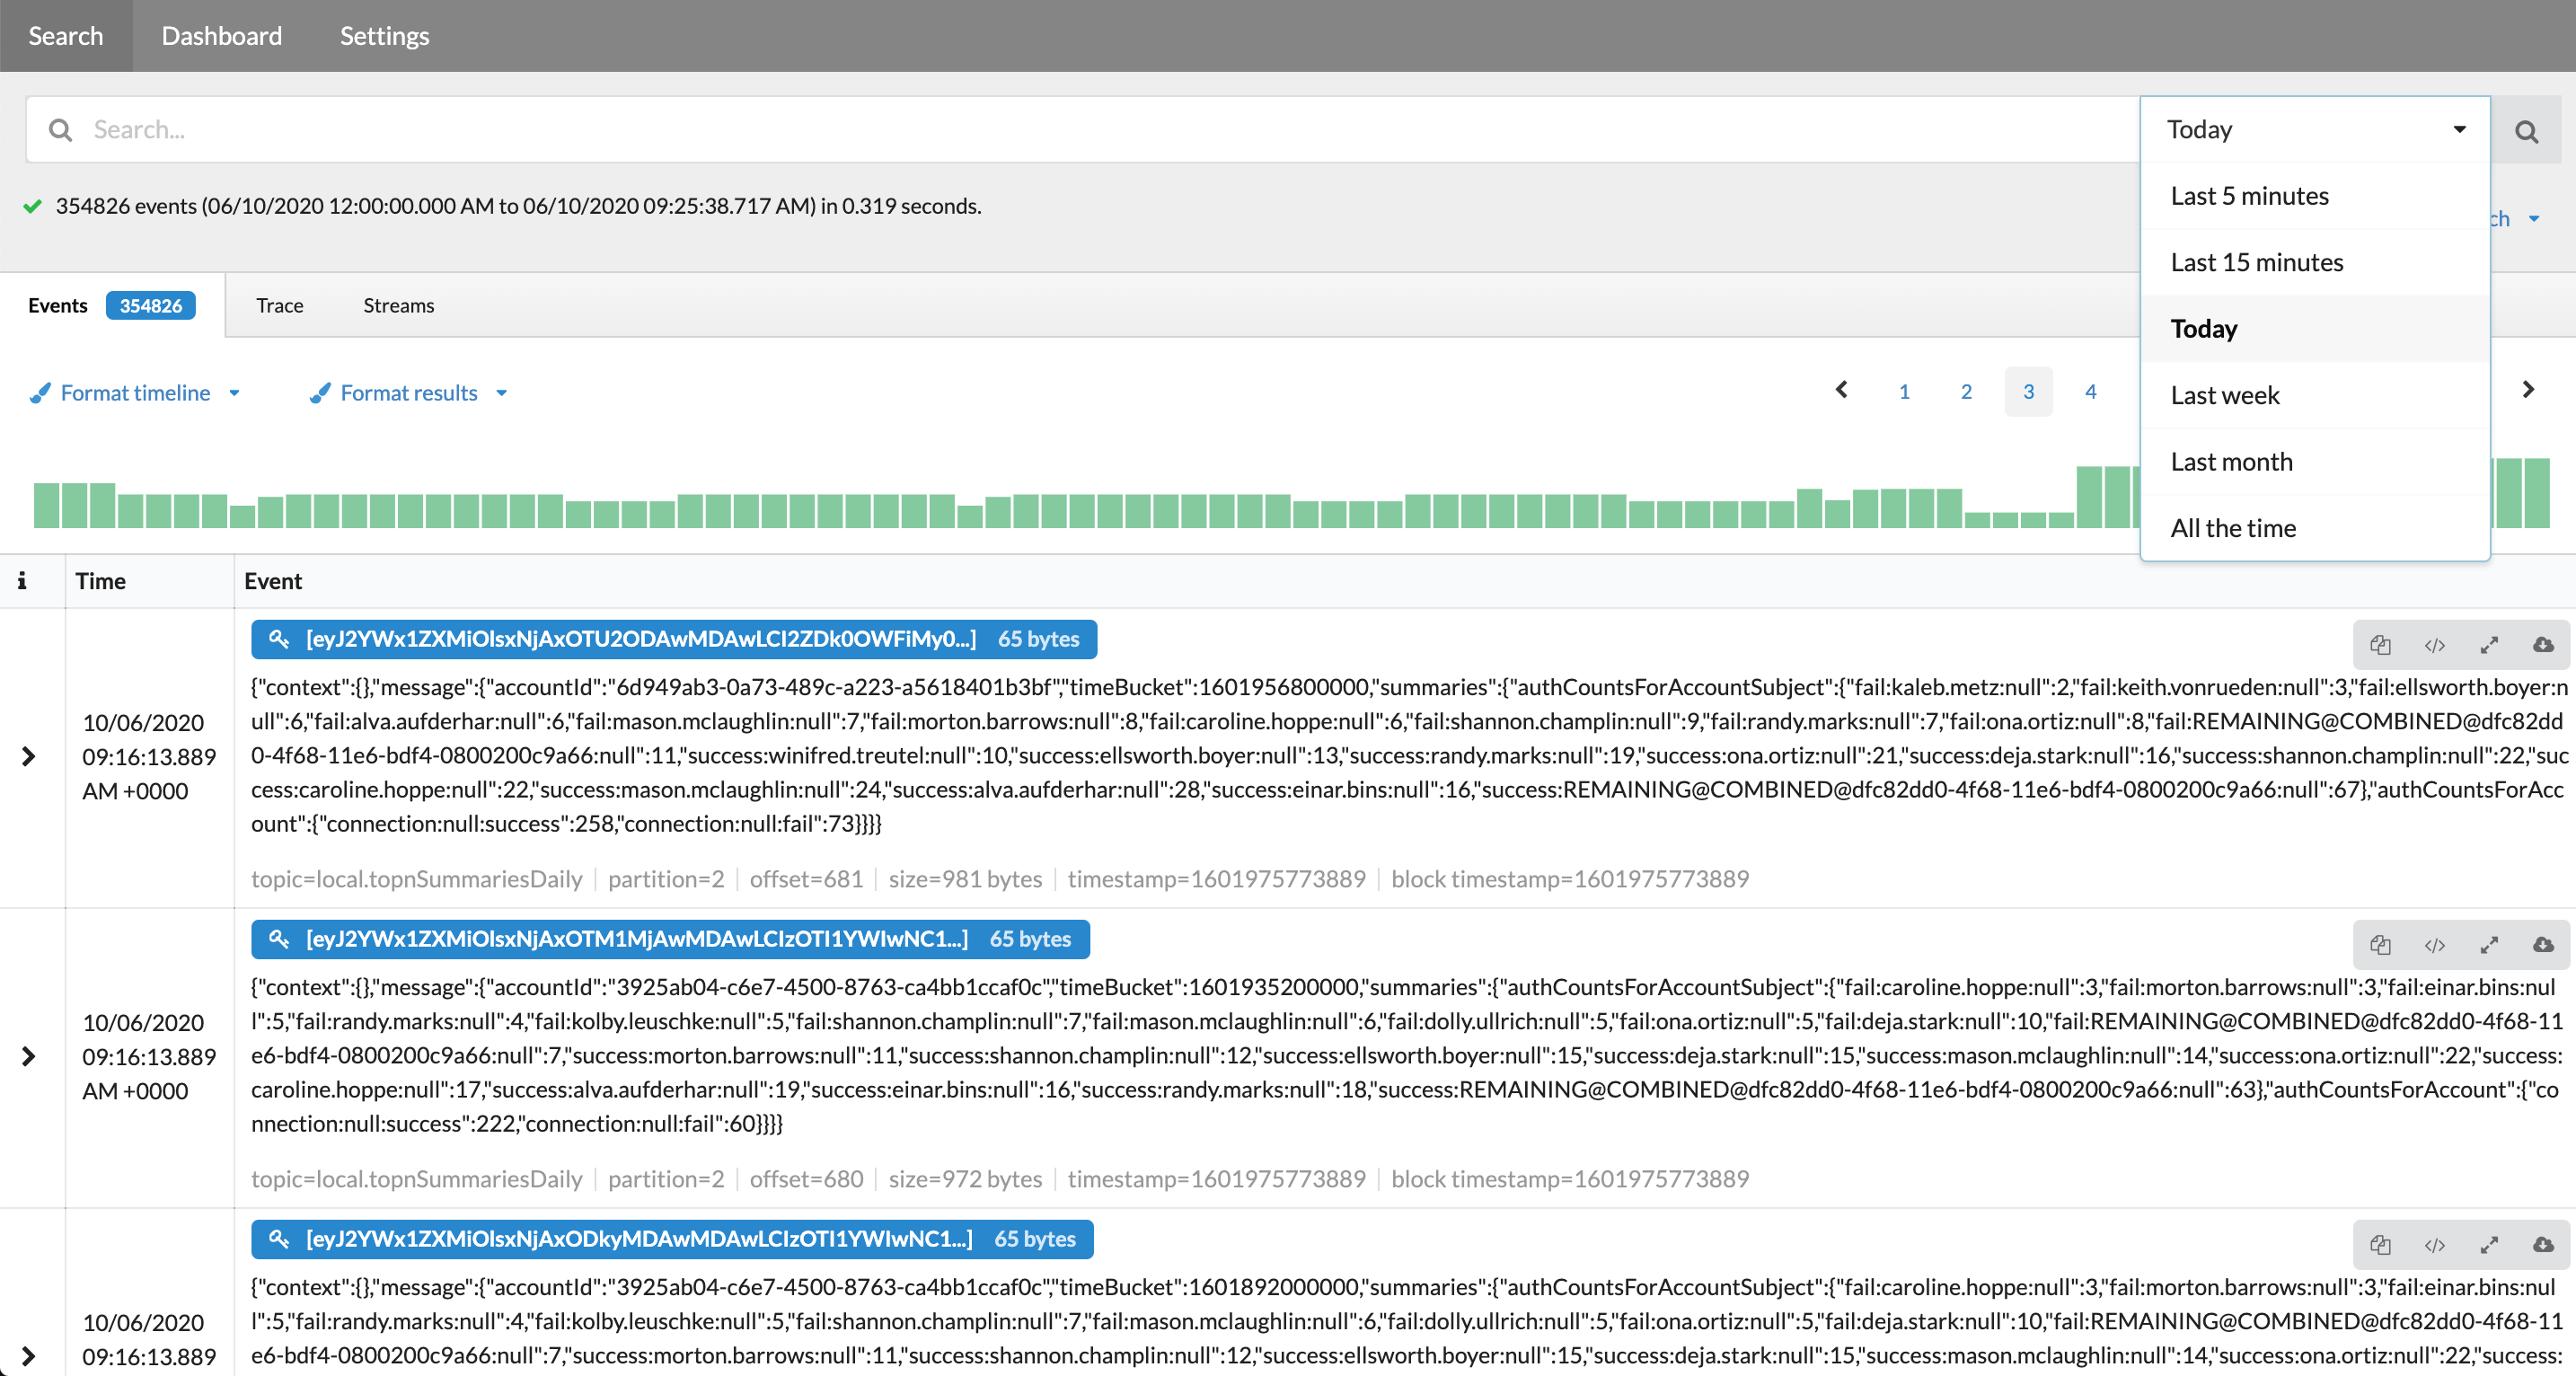 Search Dashboard Settings
Search... Today
Last 5 minutes
354826 events (06/10/2020 12:00:00.000 AM to 06/10/2020 09:25:38.717 AM) in 0.319 seconds.
ch
Last 15 minutes
Events 354826 Trace Streams
Today
Format timeline Format results 1 2 3 4
Last week
Last month
All the time
i Time Event
[eyJ2YWx1ZXMiOlsxNjAxOTU2ODAwMDAwLCI2ZDk0OWFiMy0...] 65 bytes
10/06/2020
09:16:13.889
AM +0000
{"context":{},"message":{"accountId":"6d949ab3-0a73-489c-a223-a5618401b3bf","timeBucket":1601956800000,"summaries":{"authCountsForAccountSubject":{"fail:kaleb.metz:null":2,"fail:keith.vonrueden:null":3,"fail:ellsworth.boyer:n
ull":6,"fail:alva.aufderhar:null":6,"fail:mason.mclaughlin:null":7,"fail:morton.barrows:null":8,"fail:caroline.hoppe:null":6,"fail:shannon.champlin:null":9,"fail:randy.marks:null":7,"fail:ona.ortiz:null":8,"fail:REMAINING@COMBINED@dfc82dd
0-4f68-11e6-bdf4-0800200c9a66:null":11,"success:winifred.treutel:null":10,"success:ellsworth.boyer:null":13,"success:randy.marks:null":19,"success:ona.ortiz:null":21,"success:deja.stark:null":16,"success:shannon.champlin:null":22,"suc
cess:caroline.hoppe:null":22,"success:mason.mclaughlin:null":24,"success:alva.aufderhar:null":28,"success:einar.bins:null":16,"success:REMAINING@COMBINED@dfc82dd0-4f68-11e6-bdf4-0800200c9a66:null":67},"authCountsForAcc
ount":{"connection:null:success":258,"connection:null:fail":73}}}}
topic=local.topnSummariesDaily partition=2 offset=681 size=981 bytes timestamp=1601975773889 block timestamp=1601975773889
[eyJ2YWx1ZXMiOlsxNjAxOTM1MjAwMDAwLCIzOTI1YWIwNC1...] 65 bytes
10/06/2020
09:16:13.889
AM +0000
{"context":{},"message":{"accountId":"3925ab04-c6e7-4500-8763-ca4bb1ccaf0c","timeBucket":1601935200000,"summaries":{"authCountsForAccountSubject":{"fail:caroline.hoppe:null":3,"fail:morton.barrows:null":3,"fail:einar.bins:nul
l":5,"fail:randy.marks:null":4,"fail:kolby.leuschke:null":5,"fail:shannon.champlin:null":7,"fail:mason.mclaughlin:null":6,"fail:dolly.ullrich:null":5,"fail:ona.ortiz:null":5,"fail:deja.stark:null":10,"fail:REMAINING@COMBINED@dfc82dd0-4f68-11
e6-bdf4-0800200c9a66:null":7,"success:morton.barrows:null":11,"success:shannon.champlin:null":12,"success:ellsworth.boyer:null":15,"success:deja.stark:null":15,"success:mason.mclaughlin:null":14,"success:ona.ortiz:null":22,"success:
caroline.hoppe:null":17,"success:alva.aufderhar:null":19,"success:einar.bins:null":16,"success:randy.marks:null":18,"success:REMAINING@COMBINED@dfc82dd0-4f68-11e6-bdf4-0800200c9a66:null":63},"authCountsForAccount":{"co
nnection:null:success":222,"connection:null:fail":60}}}}
topic=local.topnSummariesDaily partition=2 offset=680 size=972 bytes timestamp=1601975773889 block timestamp=1601975773889
[eyJ2YWx1ZXMiOlsxNjAxODkyMDAwMDAwLCIzOTI1YWIwNC1...] 65 bytes
10/06/2020
09:16:13.889
{"context":{},"message":{"accountId":"3925ab04-c6e7-4500-8763-ca4bb1ccaf0c""timeBucket":1601892000000,"summaries":{"authCountsForAccountSubject":{"fail:caroline.hoppe:null":3,"fail:morton.barrows:null":3,"fail:einar.bins:nul
l":5,"fail:randy.marks:null":4,"fail:kolby.leuschke:null":5,"fail:shannon.champlin:null":7,"fail:mason.mclaughlin:null":6,"fail:dolly.ullrich:null":5,"fail:ona.ortiz:null":5,"fail:deja.stark:null":10,"fail:REMAINING@COMBINED@dfc82dd0-4f68-11
e6-bdf4-0800200c9a66:null":7,"success:morton.barrows:null":11,"success:shannon.champlin:null":12,"success:ellsworth.boyer:null":15,"success:deja.stark:null":15,"success:mason.mclaughlin:null":14,"success:ona.ortiz:null":22,"success: